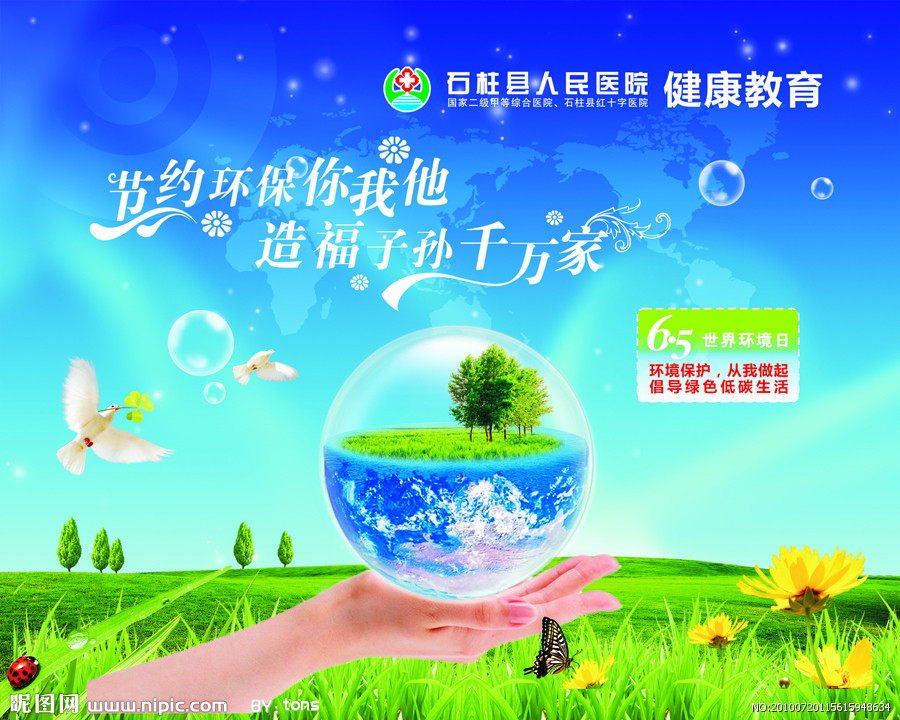 石柱县人民医院 健康教育
国家二级甲等综合医院、石柱县红十字医院
节约环保你我他
造福子孙千万家
6·5 世界环境日
环境保护，从我做起
倡导绿色低碳生活
昵图网 www.nipic.com BY: tons NO:20100720115615948634